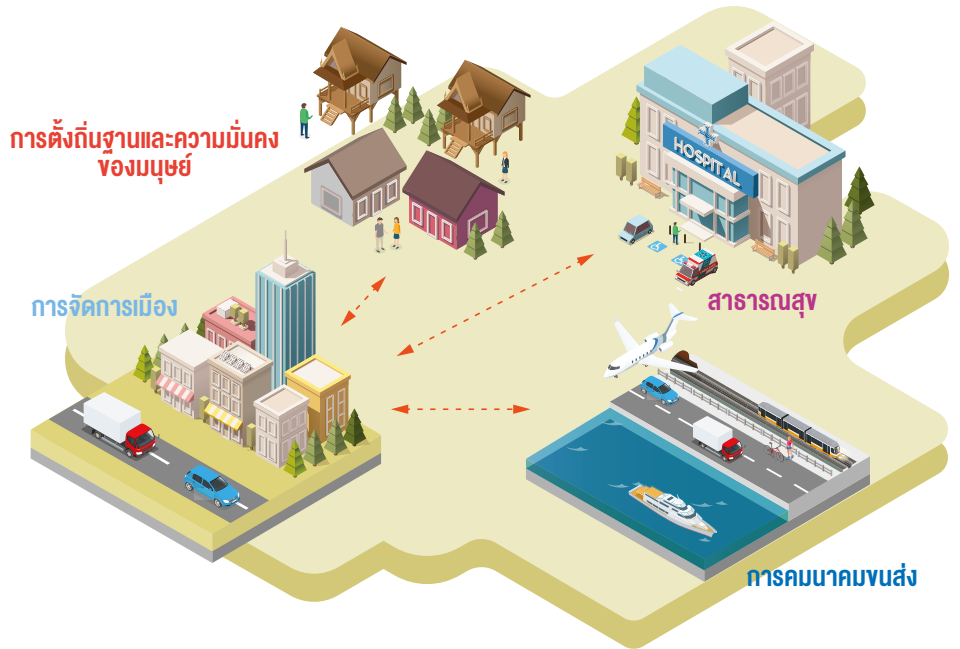 การตั้งถิ่นฐานและความมั่นคง
ของมนุษย์
HOSPITAL
การจัดการเมือง
สาธารณสุข
การคมนาคมขนส่ง